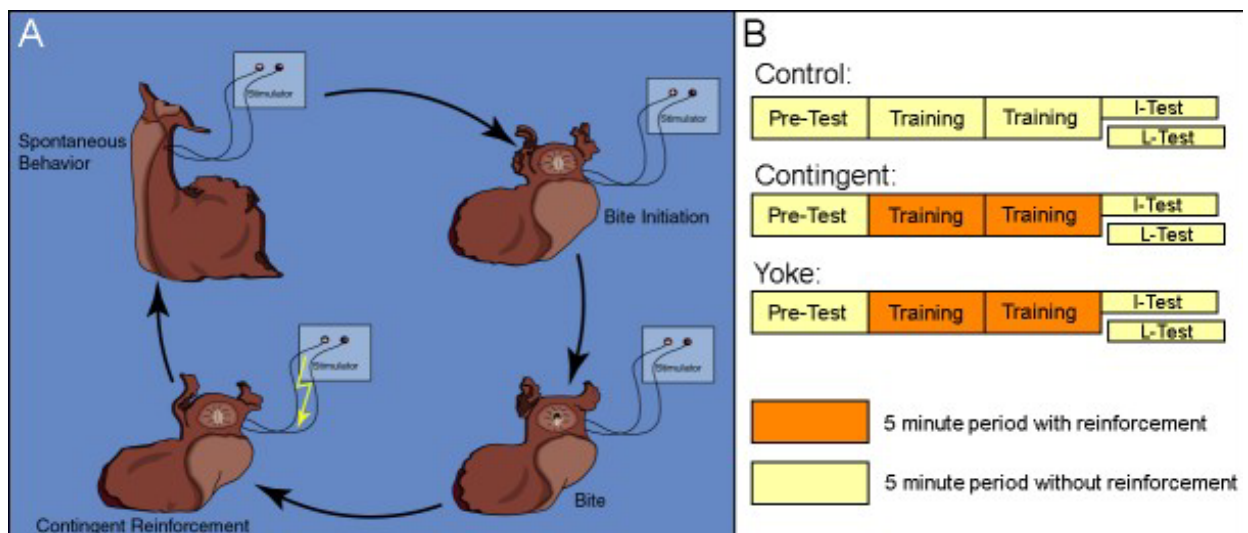 A
Stimulator
Spontaneous
Behavior
Stimulator
Bite Initiation
Stimulator
Contingent Reinforcement
Stimulator
Bite
B
Control:
Pre-Test Training Training I-Test
L-Test
Contingent:
Pre-Test Training Training I-Test
L-Test
Yoke:
Pre-Test Training Training I-Test
L-Test
5 minute period with reinforcement
5 minute period without reinforcement